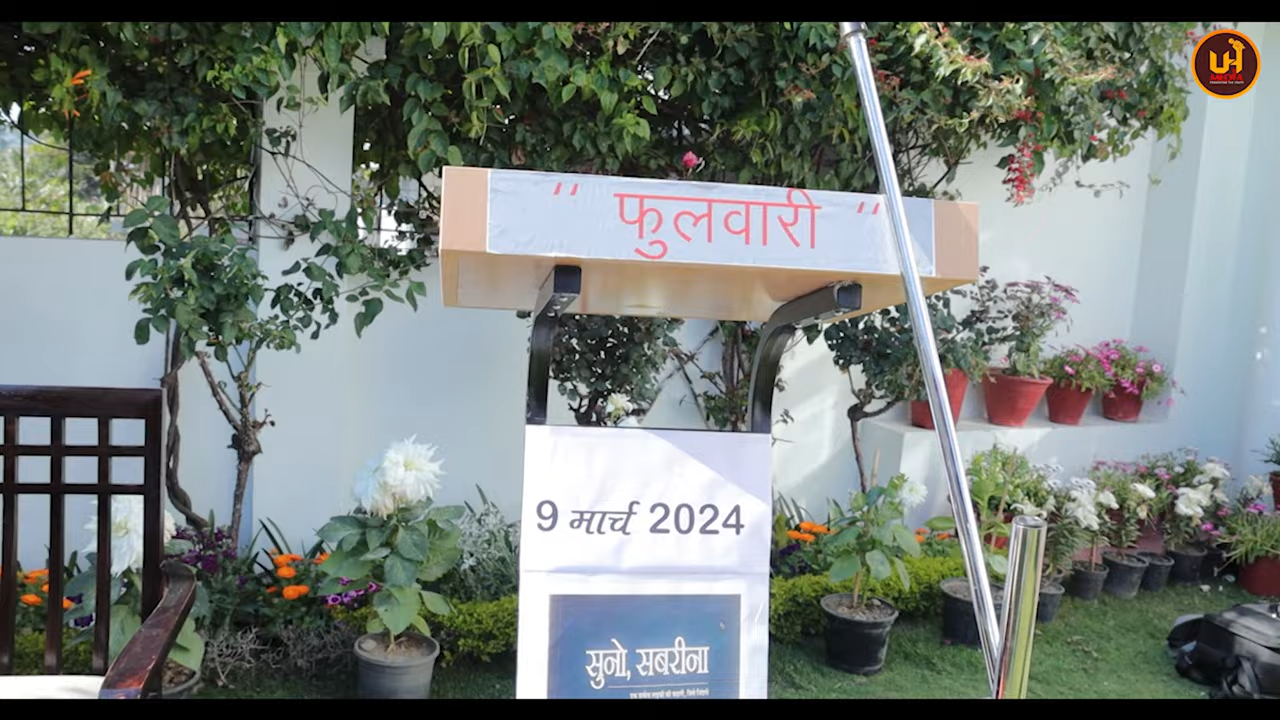 " फुलवारी "
9 मार्च 2024
सुनो, सबरीना